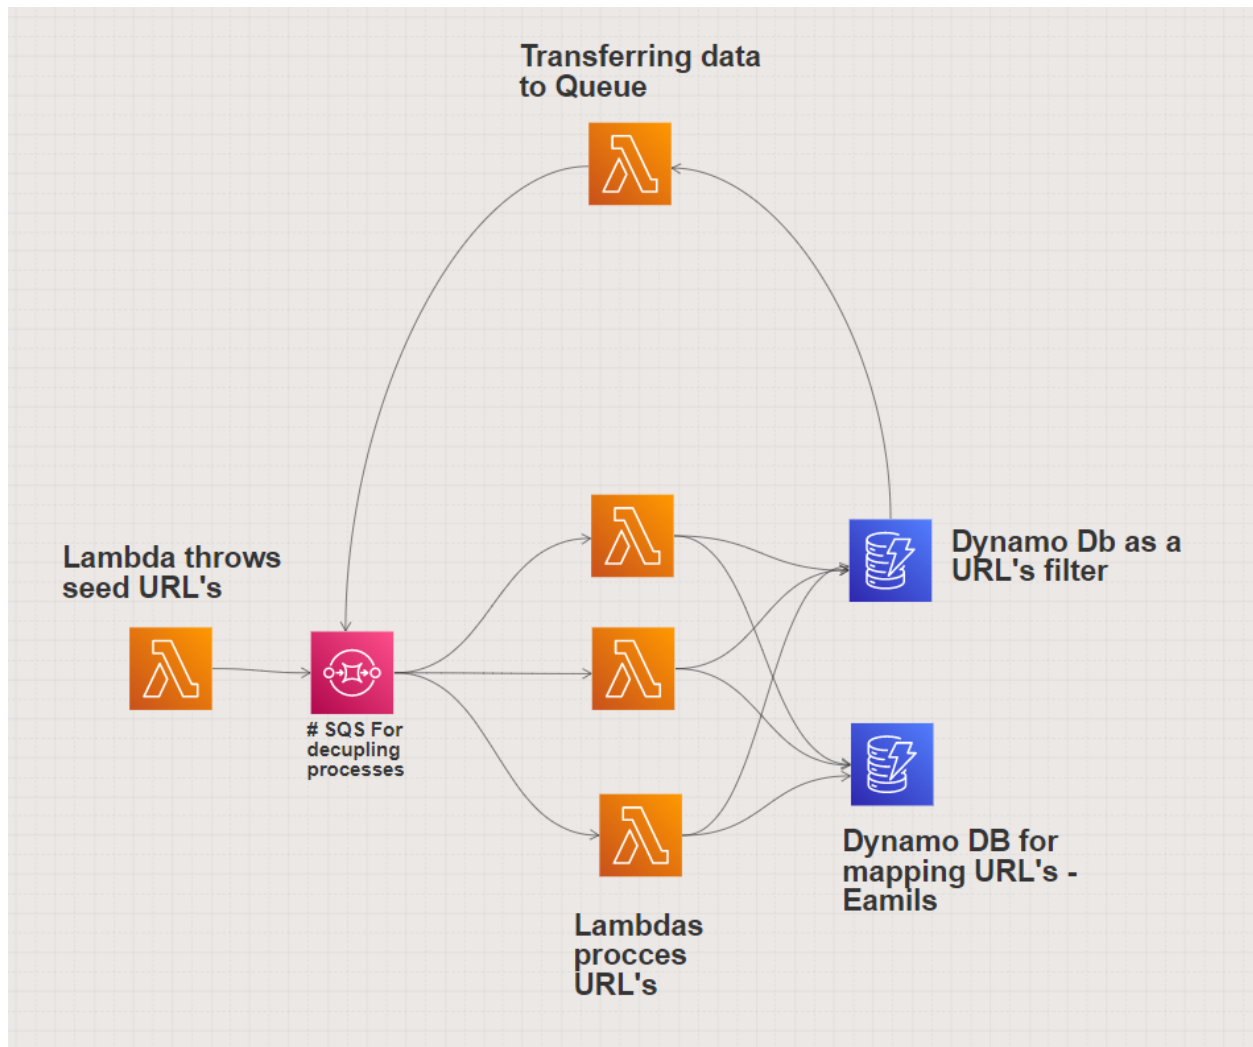 Transferring data
to Queue
Lambda throws
seed URL's
# SQS For
decupling
processes
Dynamo Db as a
URL's filter
Dynamo DB for
mapping URL's -
Eamils
Lambdas
procces
URL's